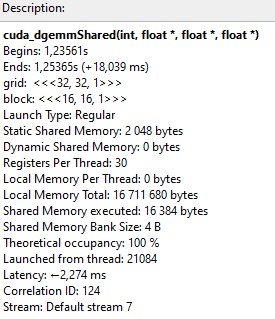 Description:
cuda_dgemmShared(int, float *, float *, float *)
Begins: 1,23561s
Ends: 1,25365s (+18,039 ms)
grid:  <<<32, 32, 1>>>
block: <<<16, 16, 1>>>
Launch Type: Regular
Static Shared Memory: 2 048 bytes
Dynamic Shared Memory: 0 bytes
Registers Per Thread: 30
Local Memory Per Thread: 0 bytes
Local Memory Total: 16 711 680 bytes
Shared Memory executed: 16 384 bytes
Shared Memory Bank Size: 4 B
Theoretical occupancy: 100 %
Launched from thread: 21084
Latency: ←2,274 ms
Correlation ID: 124
Stream: Default stream 7